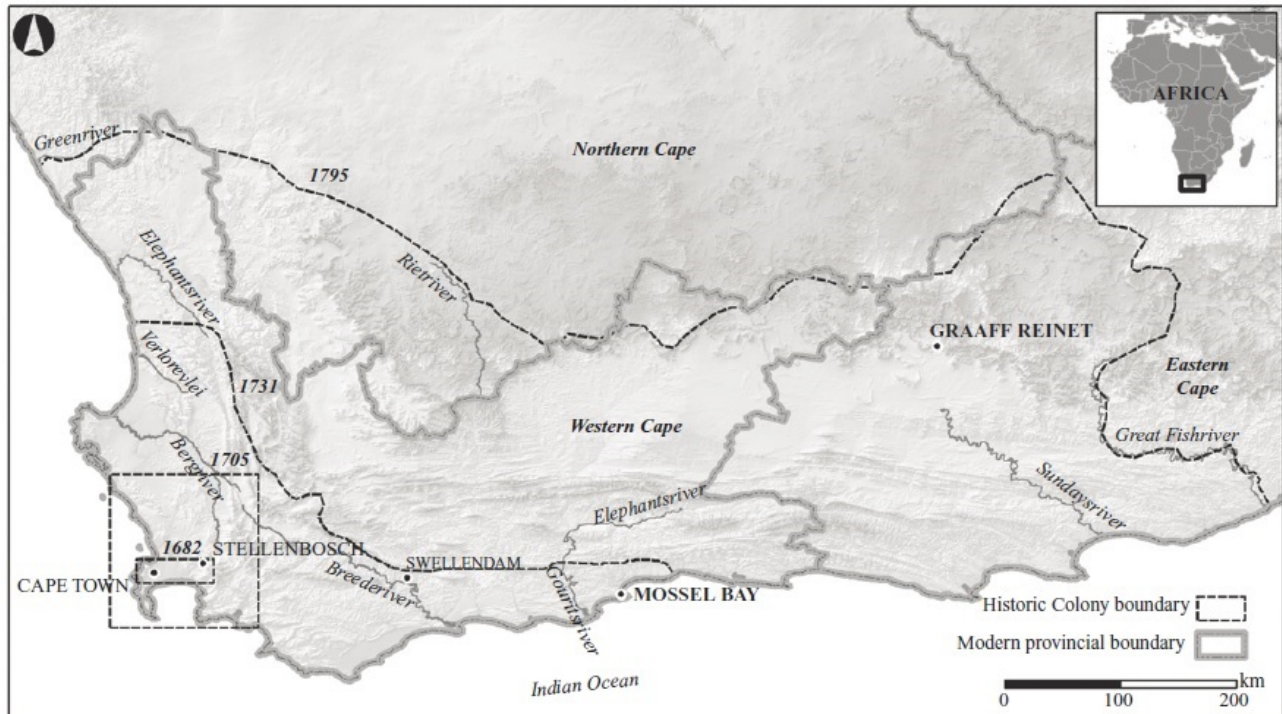 AFRICA
Greenriver
Northern Cape
1795
Elephantsriver
Rietriver
GRAAFF REINET
Verlorevlei
1731
Eastern
Cape
Western Cape
Great Fishriver
Bergriver
1705
Sundaysriver
Elephantsriver
1682
STELLENBOSCH
CAPE TOWN
SWELLENDAM
Breederiver
Gouritsriver
MOSSEL BAY
Historic Colony boundary
Modern provincial boundary
Indian Ocean
km
0 100 200